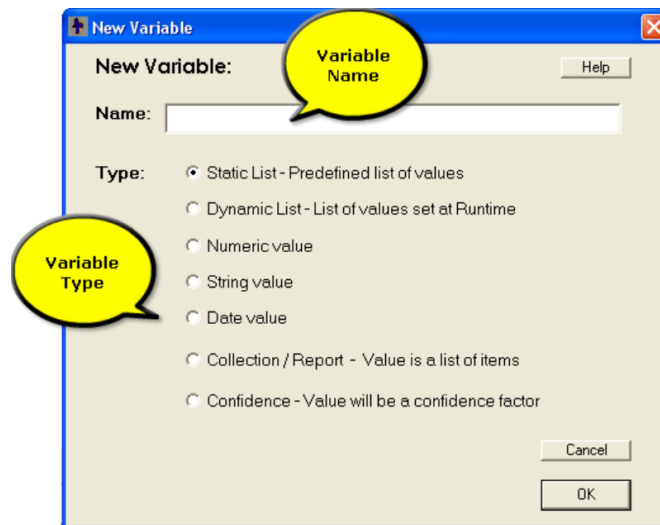 New Variable
Variable
Name
New Variable:
Help
Name:
Type:
Static List - Predefined list of values
Dynamic List - List of values set at Runtime
Numeric value
Variable
Type
String value
Date value
Collection / Report - Value is a list of items
Confidence - Value will be a confidence factor
Cancel
OK